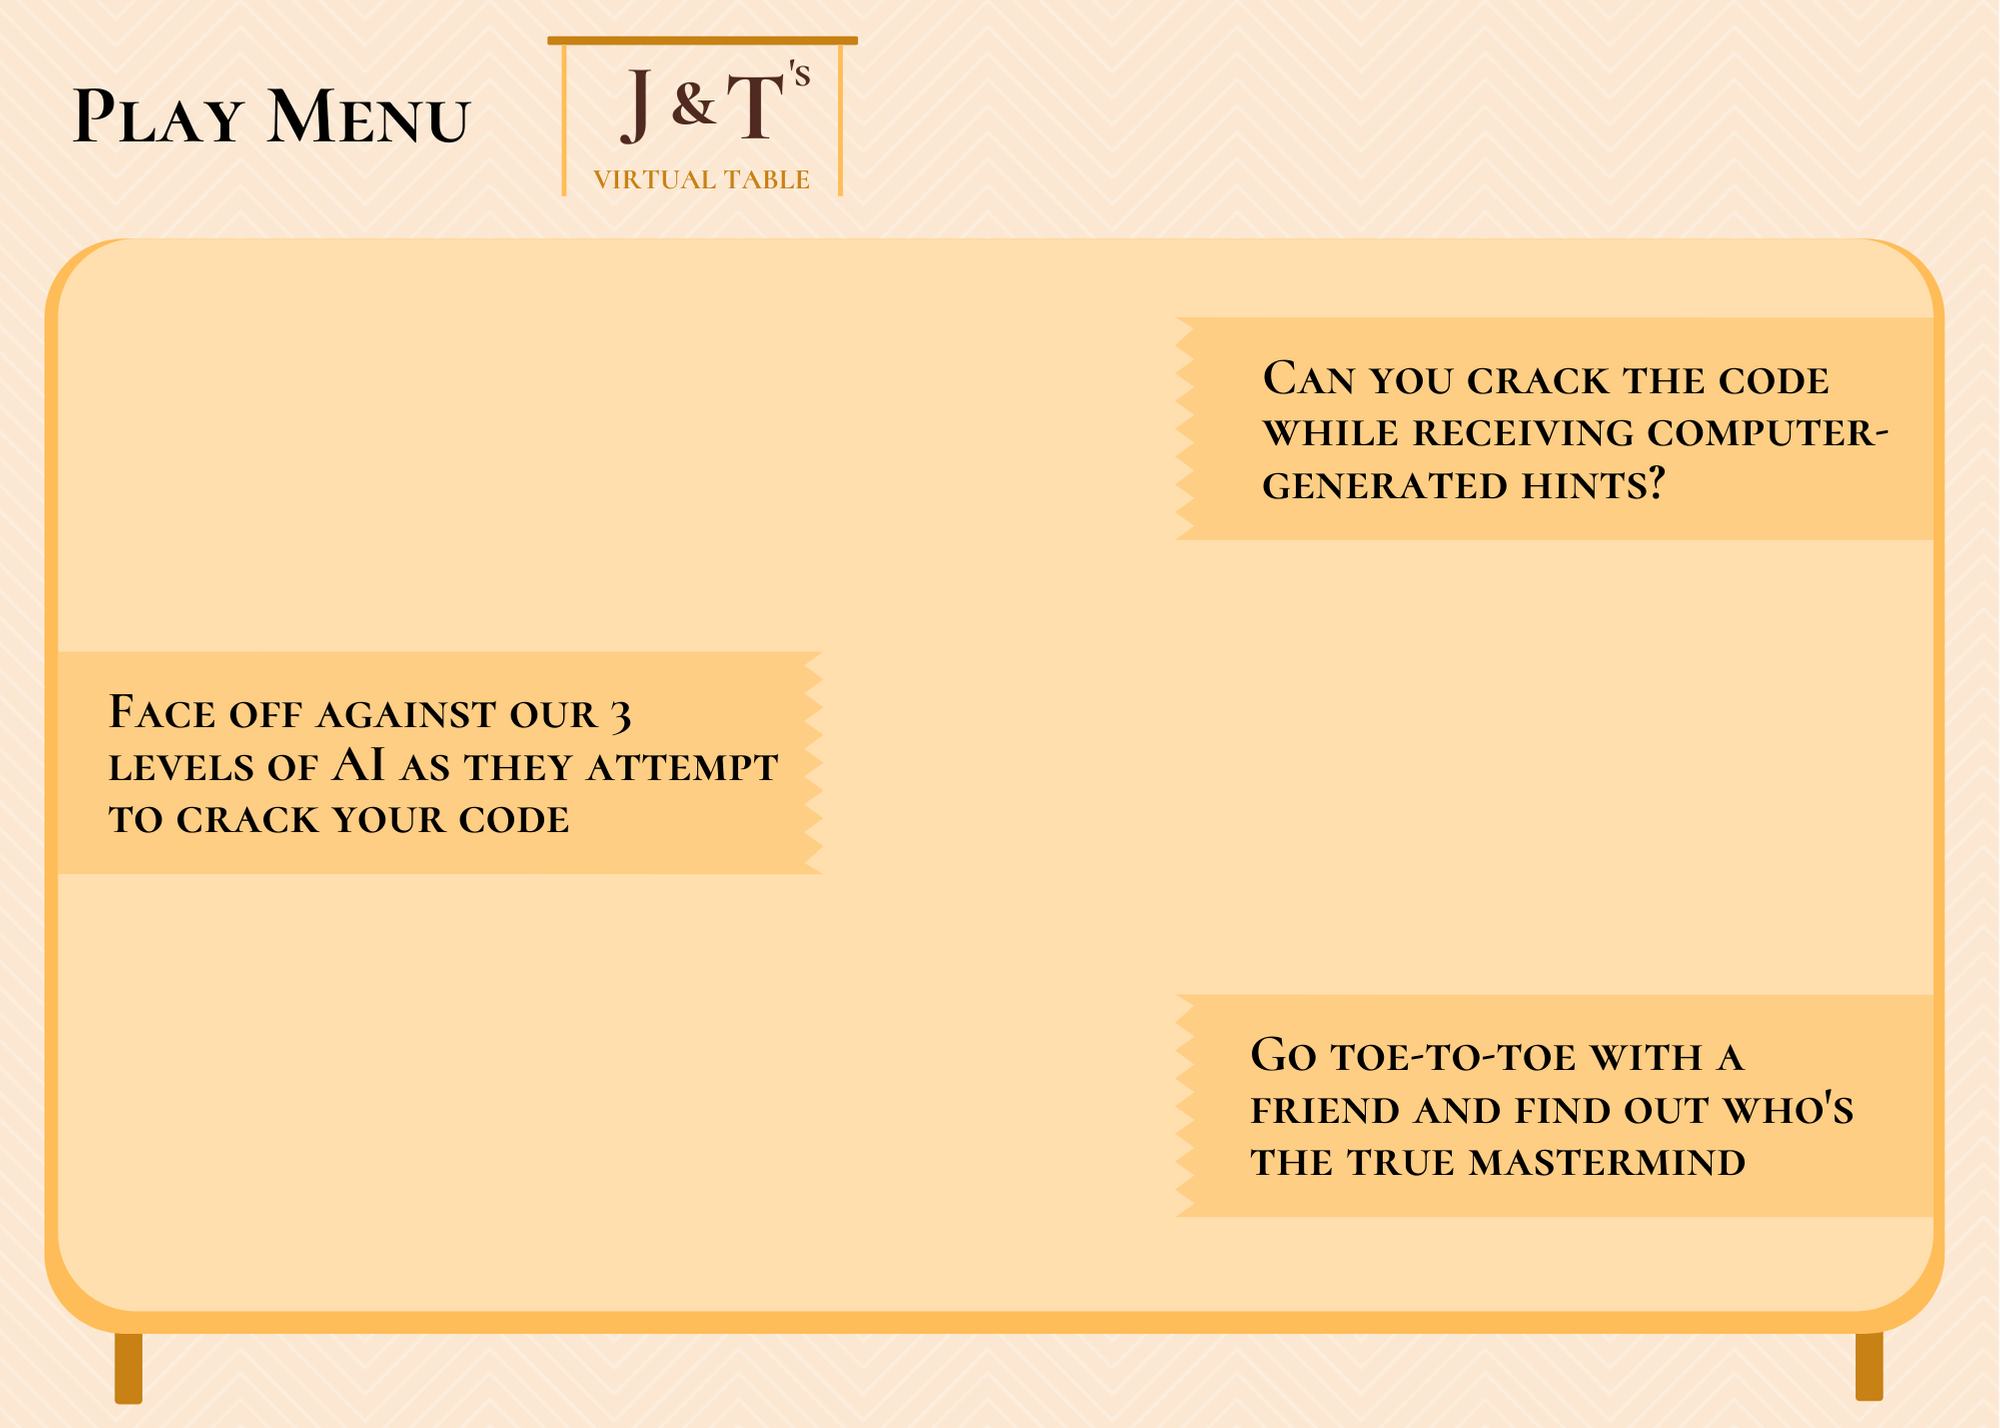 Play Menu
J & T's
VIRTUAL TABLE
Can you crack the code
while receiving computer-
generated hints?
Face off against our 3
levels of AI as they attempt
to crack your code
Go toe-to-toe with a
friend and find out who's
the true mastermind